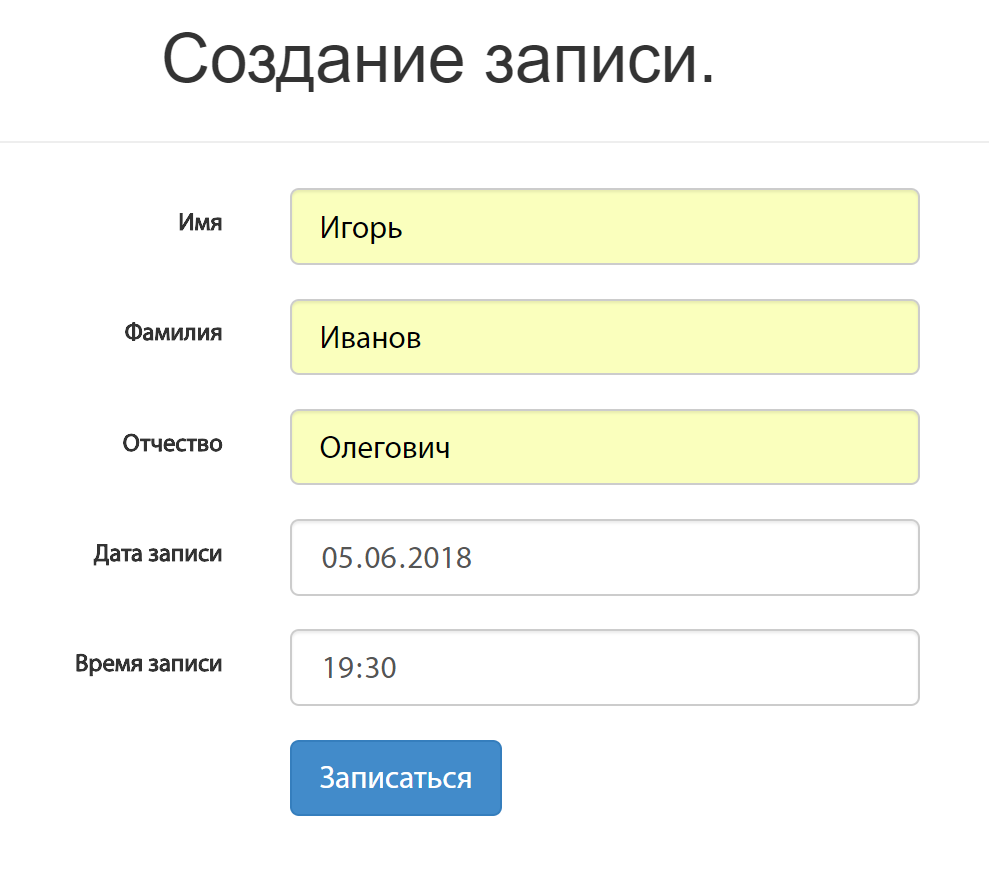 Создание записи.
Имя
Игорь
Фамилия
Иванов
Отчество
Олегович
Дата записи
05.06.2018
Время записи
19:30
Записаться